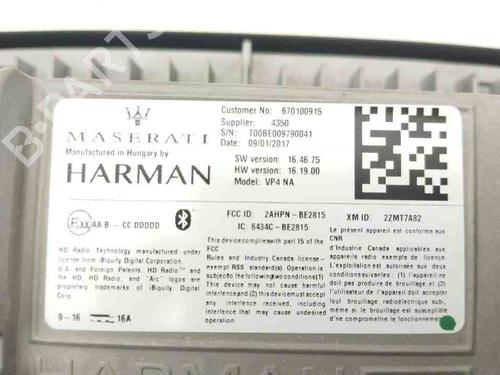 MASERATI
Manufactured in Hungary by
HARMAN
Customer No: 670100915
Supplier: 4350
S/N: T00BE009790041
Date: 09/01/2017
SW version: 16.46.75
HW version: 16.19.00
Model: VP4 NA
FCC ID: 2AHPN-BE2815
IC: 6434C-BE2815
XM ID: 2ZMT7A82
AA B - CC DDDDD
HD Radio Technology manufactured under license from iBiquity Digital Corporation.
U.S. and Foreign Patents. HD Radio™ and the HD, HD Radio, and "Arc" logos are proprietary trademarks of iBiquity Digital Corp.
9-16 16A
This device complies with part 15 of the
FCC
Rules and Industry Canada license-
exempt RSS standard(s). Operation is
subject to the following two conditions:(1)
This device may not cause interference,
and(2) this device must accept any
interference including interference
that may cause undesired
operation
Le présent appareil est conforme aux
CNR
d'Industrie Canada applicables aux
appareils radio exempts de licence.
L'exploitation est autorisée aux deux
conditions suivantes: (1) l'appareil ne
doit pas produire de brouillage, et (2)
l'utilisateur de l'appareil doit accepter
tout brouillage radioélectrique subi,
même si le brouillage est susceptible d'en
compromettre le
HARMAN